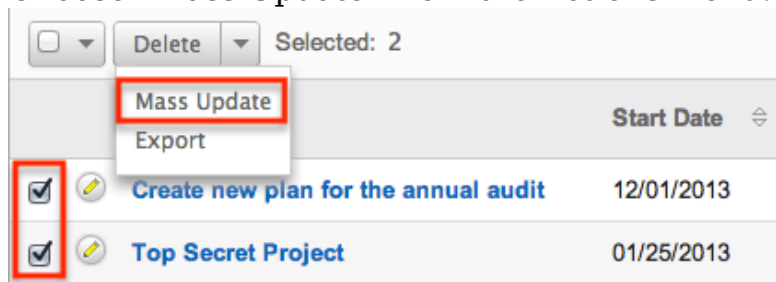 Delete Selected: 2
Mass Update
Start Date
Export
Create new plan for the annual audit 12/01/2013
Top Secret Project 01/25/2013